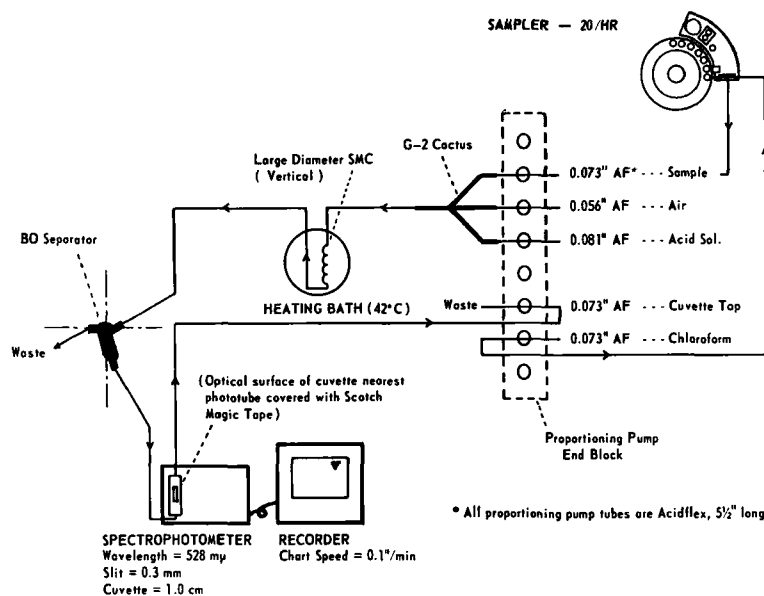 SAMPLER — 20/HR
G-2 Cactus
Large Diameter SMC
( Vertical )
0.073" AF* --- Sample
0.056" AF --- Air
0.081" AF --- Acid Sol.
BO Separator
HEATING BATH (42°C)
Waste
0.073" AF --- Cuvette Tap
Waste
0.073" AF --- Chloroform
(Optical surface of cuvette nearest
phototube covered with Scotch
Magic Tape)
Proportioning Pump
End Block
* All proportioning pump tubes are Acidflex, 5½" long
SPECTROPHOTOMETER
Wavelength = 528 mµ
Slit = 0.3 mm
Cuvette = 1.0 cm
RECORDER
Chart Speed = 0.1"/min